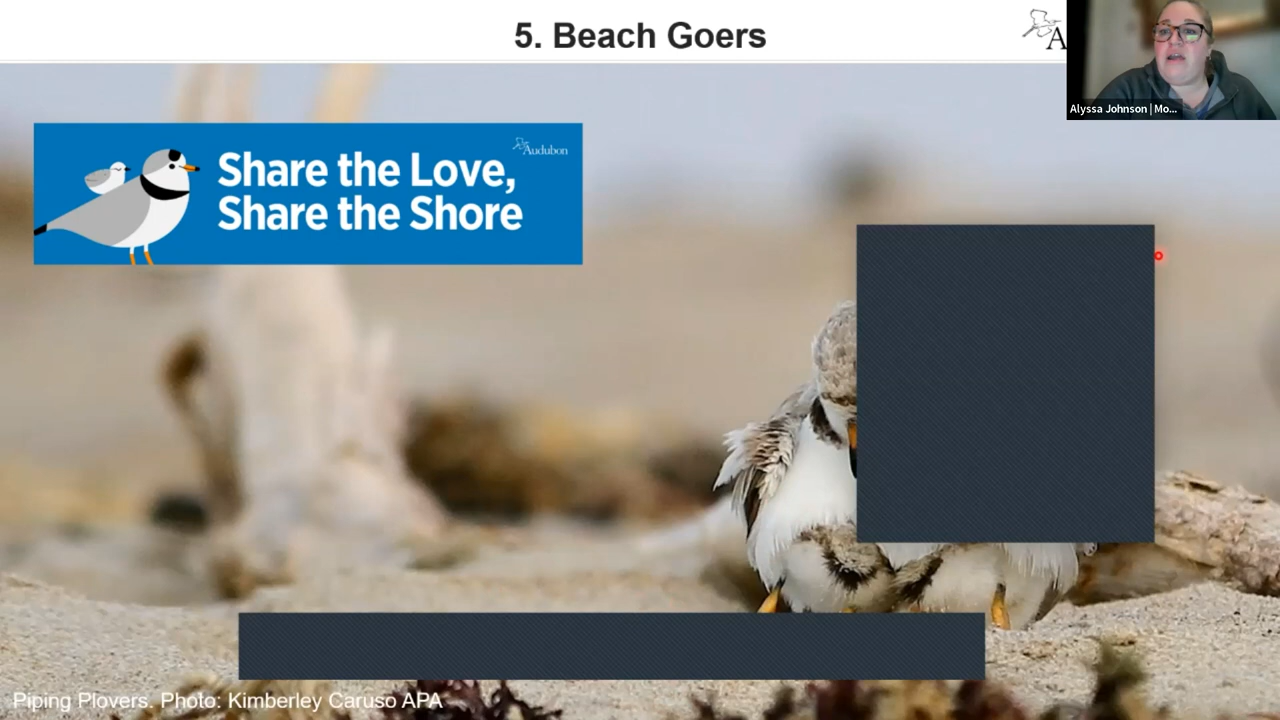 5. Beach Goers
A
Alyssa Johnson | Mo...
Audubon
Share the Love,
Share the Shore
Piping Plovers. Photo: Kimberley Caruso APA